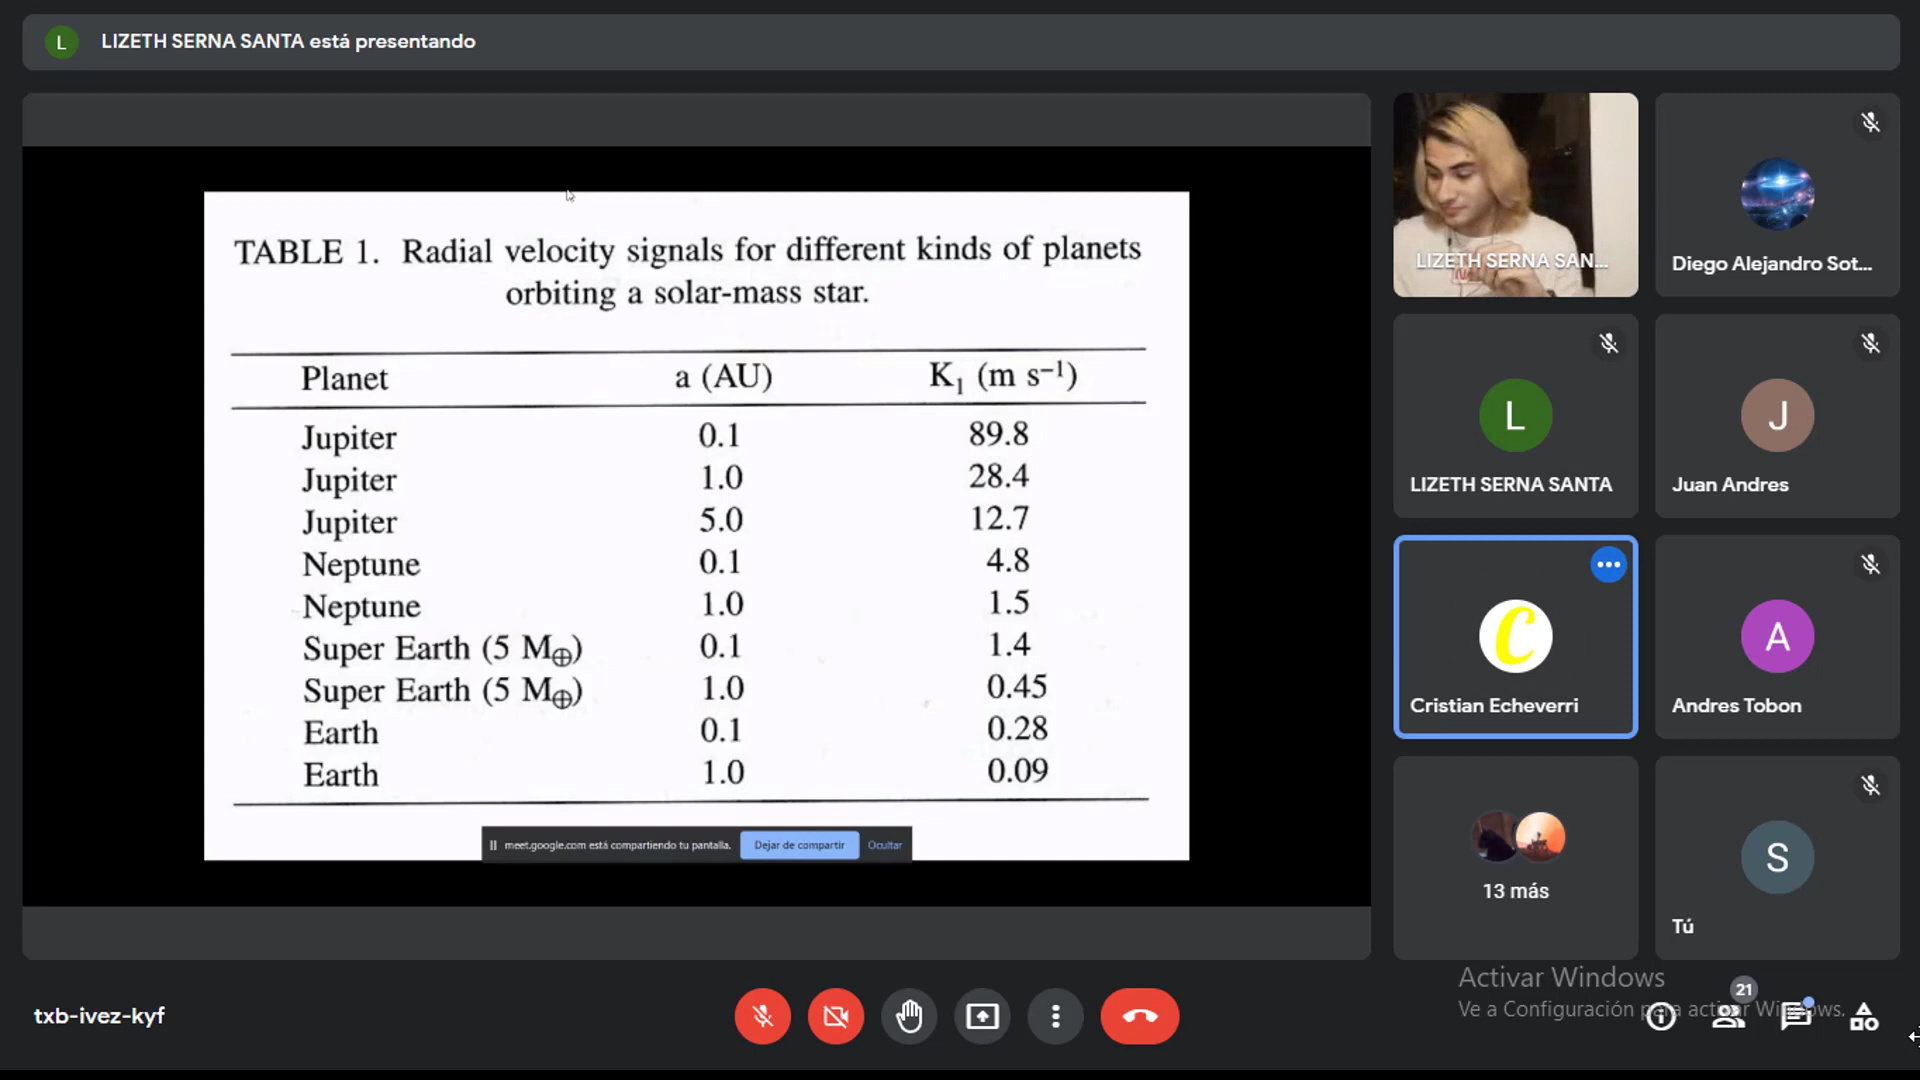 L LIZETH SERNA SANTA está presentando
TABLE 1. Radial velocity signals for different kinds of planets
orbiting a solar-mass star.
Planet a (AU) K₁ (m s⁻¹)
Jupiter 0.1 89.8
Jupiter 1.0 28.4
Jupiter 5.0 12.7
Neptune 0.1 4.8
Neptune 1.0 1.5
Super Earth (5 M⊕) 0.1 1.4
Super Earth (5 M⊕) 1.0 0.45
Earth 0.1 0.28
Earth 1.0 0.09
meet.google.com está compartiendo tu pantalla. Dejar de compartir Ocultar
LIZETH SERNA SAN...
Diego Alejandro Sot...
L
LIZETH SERNA SANTA
J
Juan Andres
C
Cristian Echeverri
A
Andres Tobon
13 más
S
Tú
Activar Windows
Ve a Configuración para activar Windows.
txb-ivez-kyf
21